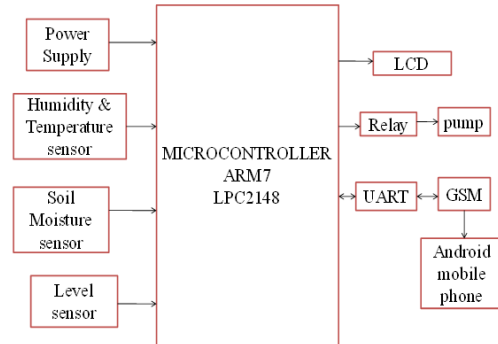 Power
Supply
Humidity &
Temperature
sensor
Soil
Moisture
sensor
Level
sensor
MICROCONTROLLER
ARM7
LPC2148
LCD
Relay
pump
UART
GSM
Android
mobile
phone